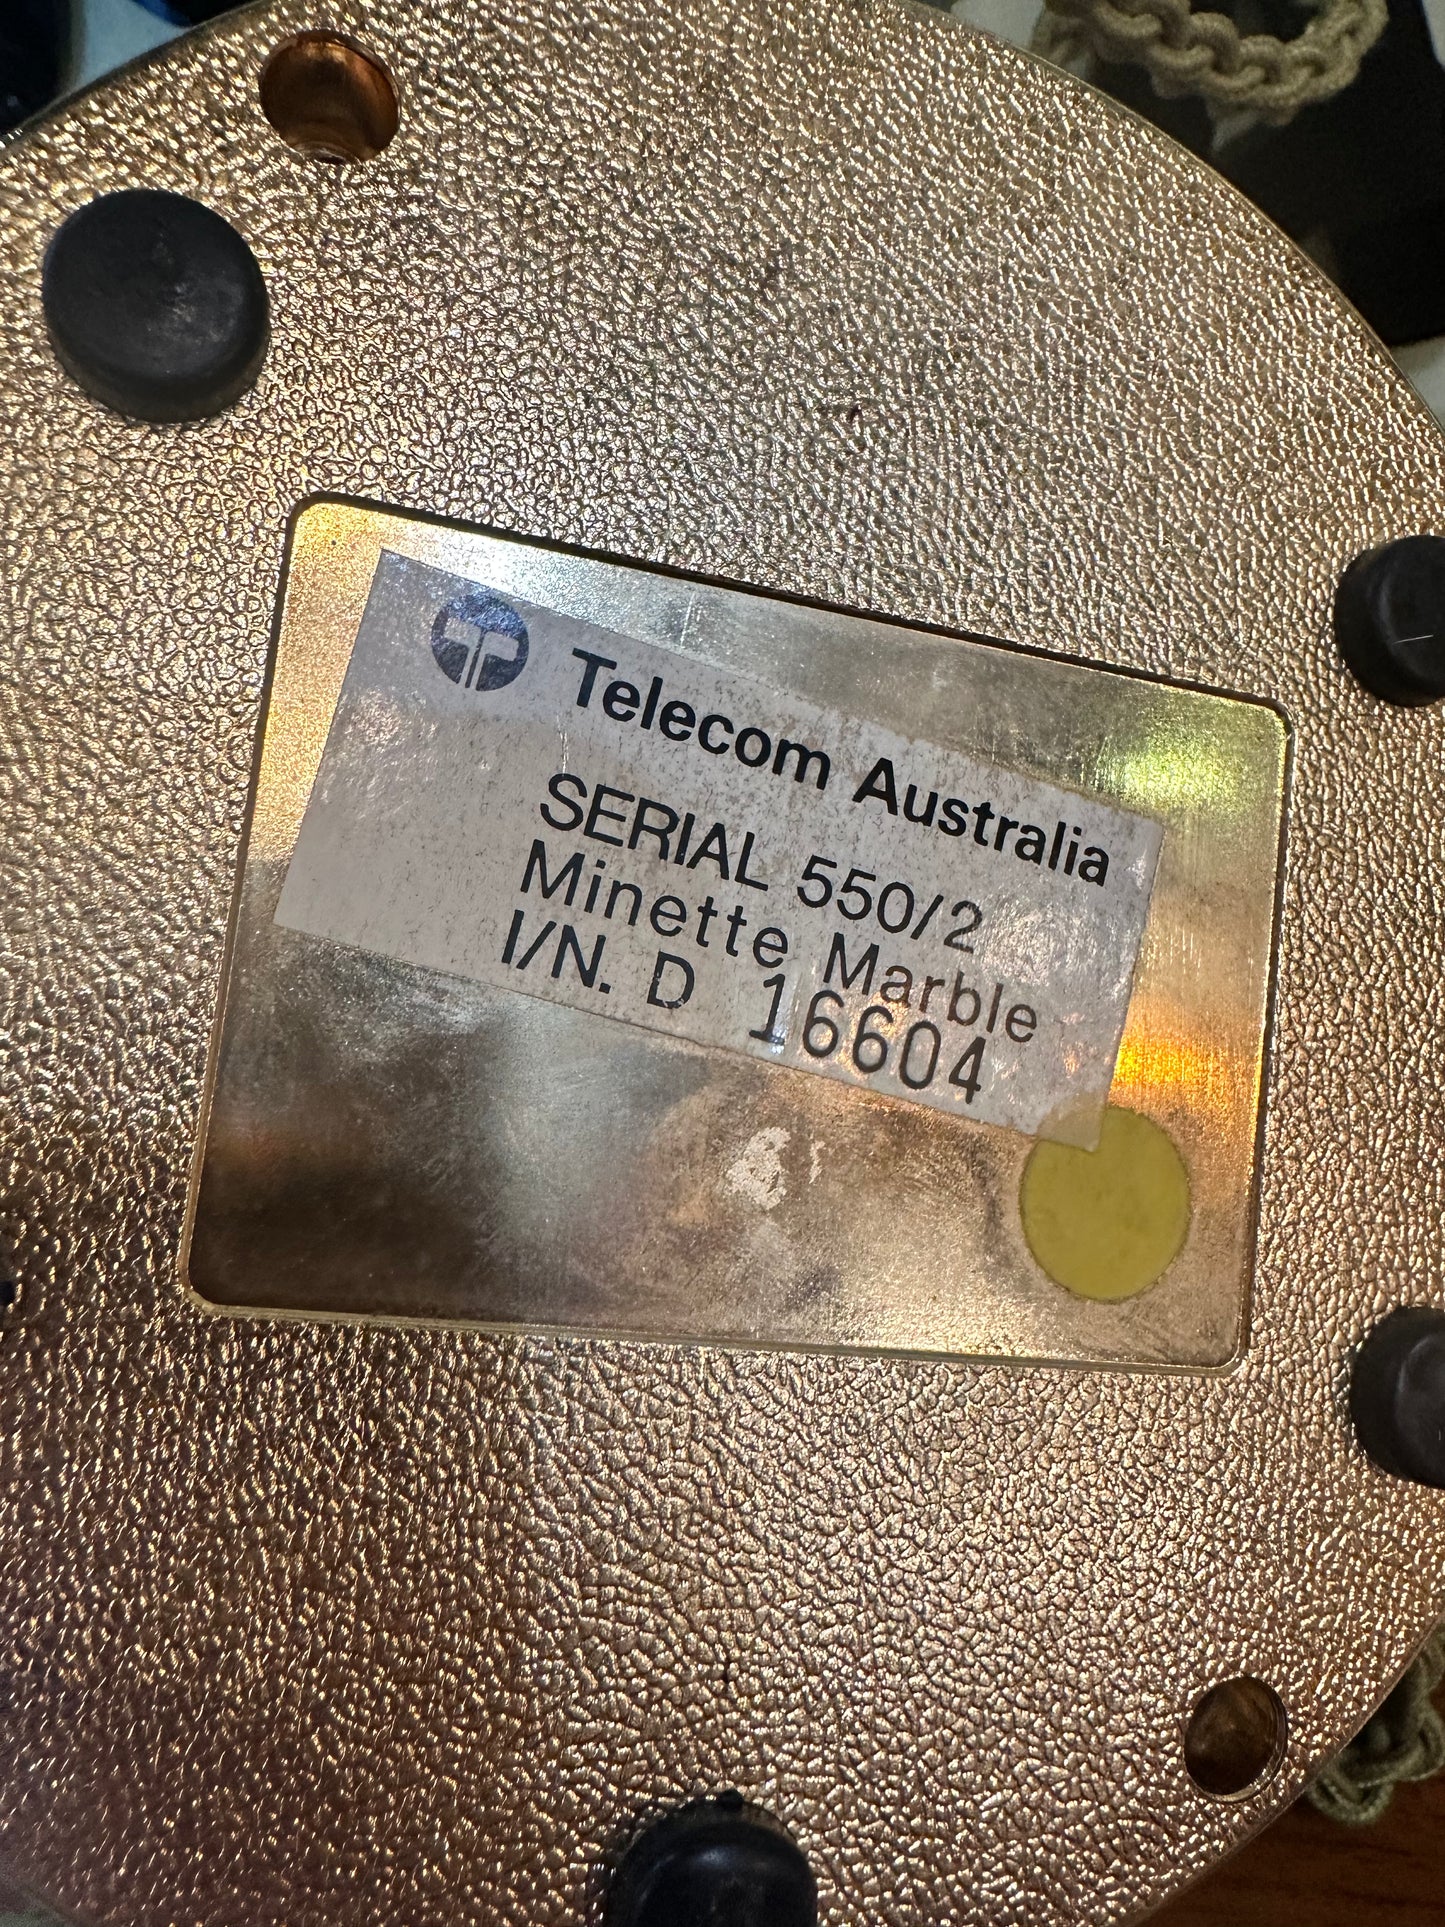 Telecom Australia
SERIAL 550/2
Minette Marble
I/N. D 16604